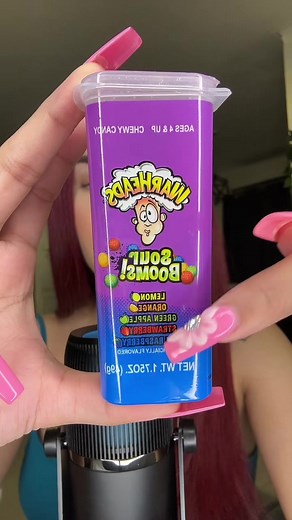 AGES 4 & UP CHEWY CANDY
WARHEADS
SOUR
BOOMS!
LEMON
ORANGE
GREEN APPLE
STRAWBERRY
RASPBERRY
FLAVORED
NET WT. 1.75OZ (49g)